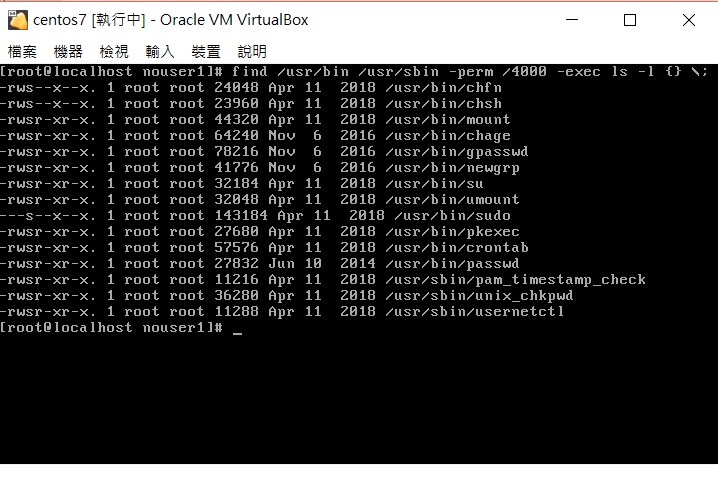 centos7 [執行中] - Oracle VM VirtualBox
檔案 機器 檢視 輸入 裝置 說明
[root@localhost nouser1]# find /usr/bin /usr/sbin -perm /4000 -exec ls -l {} \;
-rws--x--x. 1 root root 24048 Apr 11  2018 /usr/bin/chfn
-rws--x--x. 1 root root 23960 Apr 11  2018 /usr/bin/chsh
-rwsr-xr-x. 1 root root 44320 Apr 11  2018 /usr/bin/mount
-rwsr-xr-x. 1 root root 64240 Nov  6  2016 /usr/bin/chage
-rwsr-xr-x. 1 root root 78216 Nov  6  2016 /usr/bin/gpasswd
-rwsr-xr-x. 1 root root 41776 Nov  6  2016 /usr/bin/newgrp
-rwsr-xr-x. 1 root root 32184 Apr 11  2018 /usr/bin/su
-rwsr-xr-x. 1 root root 32048 Apr 11  2018 /usr/bin/umount
---s--x--x. 1 root root 143184 Apr 11  2018 /usr/bin/sudo
-rwsr-xr-x. 1 root root 27680 Apr 11  2018 /usr/bin/pkexec
-rwsr-xr-x. 1 root root 57576 Apr 11  2018 /usr/bin/crontab
-rwsr-xr-x. 1 root root 27832 Jun 10  2014 /usr/bin/passwd
-rwsr-xr-x. 1 root root 11216 Apr 11  2018 /usr/sbin/pam_timestamp_check
-rwsr-xr-x. 1 root root 36280 Apr 11  2018 /usr/sbin/unix_chkpwd
-rwsr-xr-x. 1 root root 11288 Apr 11  2018 /usr/sbin/usernetctl
[root@localhost nouser1]# _